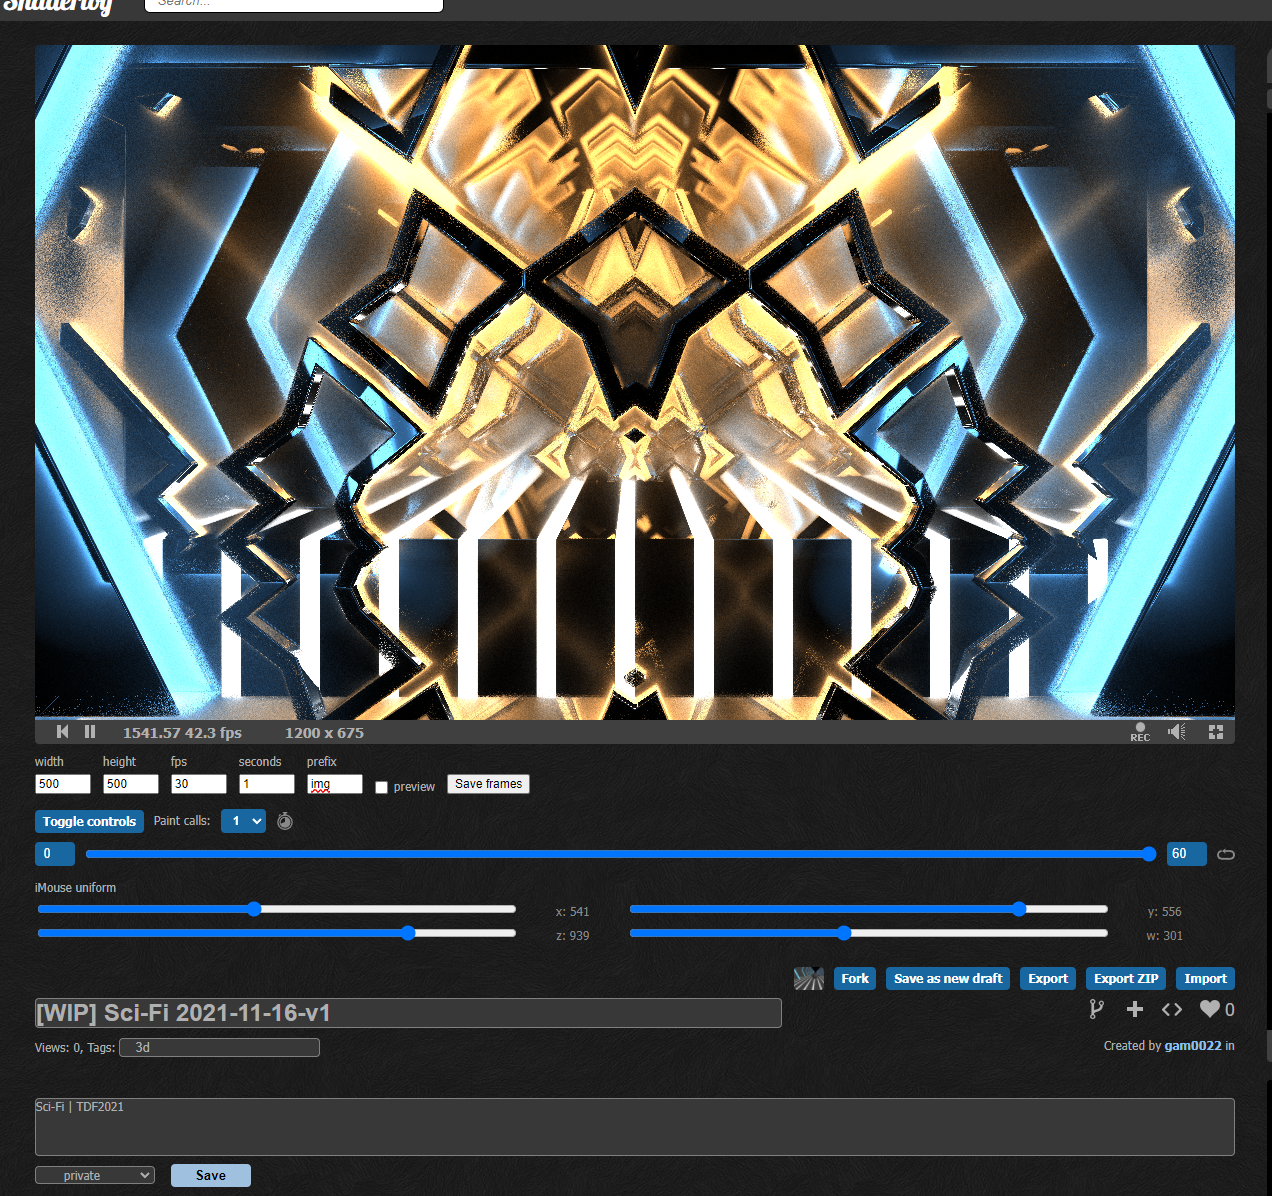 Shadertoy
Search...
1541.57 42.3 fps 1200 x 675
REC
width height fps seconds prefix
500 500 30 1 img preview Save frames
Toggle controls Paint calls: 1
0 60
iMouse uniform
x: 541 y: 556
z: 939 w: 301
Fork Save as new draft Export Export ZIP Import
[WIP] Sci-Fi 2021-11-16-v1
0
Views: 0, Tags: 3d
Created by gam0022 in
Sci-Fi | TDF2021
private Save